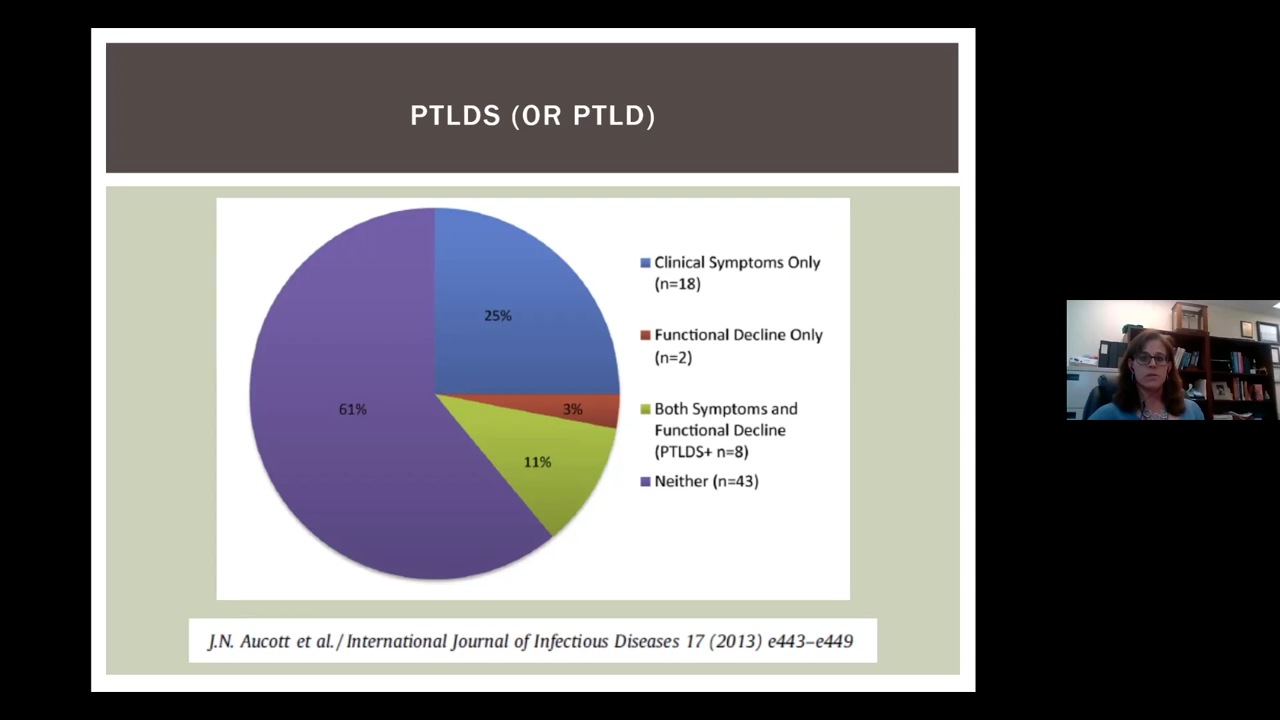 PTLDS (OR PTLD)
25%
3%
11%
61%
Clinical Symptoms Only
(n=18)
Functional Decline Only
(n=2)
Both Symptoms and
Functional Decline
(PTLDS+ n=8)
Neither (n=43)
J.N. Aucott et al. / International Journal of Infectious Diseases 17 (2013) e443–e449